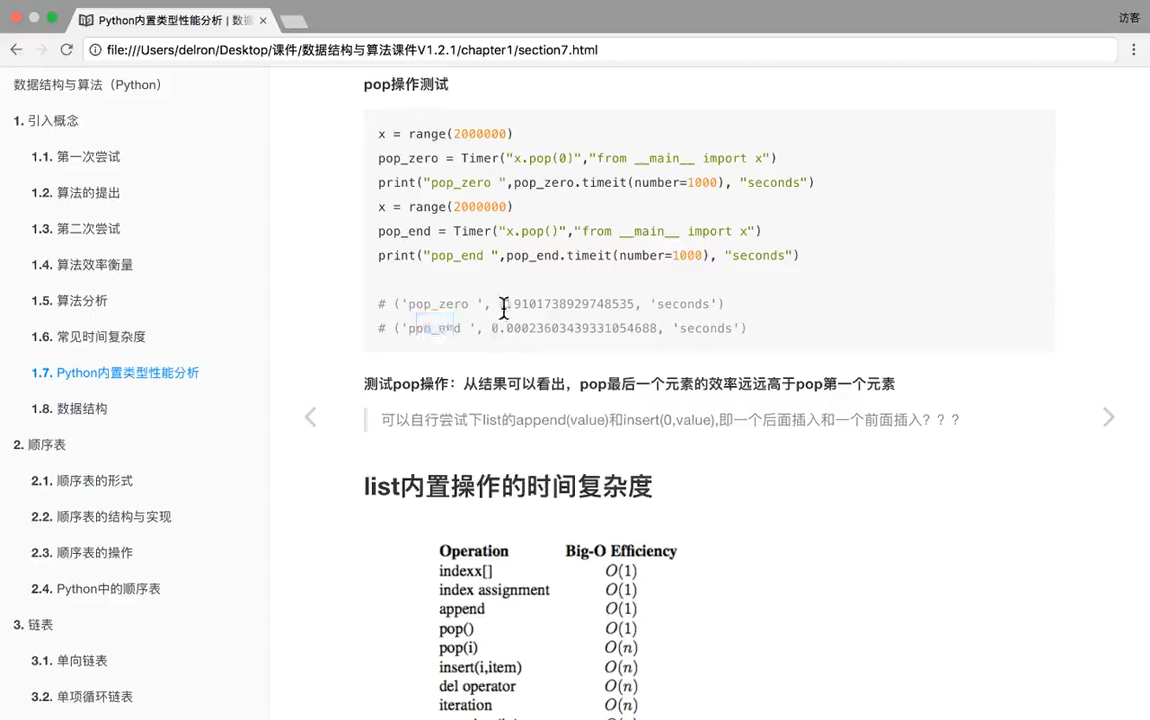 Python内置类型性能分析 | 数据
访客
file:///Users/delron/Desktop/课件/数据结构与算法课件V1.2.1/chapter1/section7.html
数据结构与算法（Python）
1. 引入概念
1.1. 第一次尝试
1.2. 算法的提出
1.3. 第二次尝试
1.4. 算法效率衡量
1.5. 算法分析
1.6. 常见时间复杂度
1.7. Python内置类型性能分析
1.8. 数据结构
2. 顺序表
2.1. 顺序表的形式
2.2. 顺序表的结构与实现
2.3. 顺序表的操作
2.4. Python中的顺序表
3. 链表
3.1. 单向链表
3.2. 单项循环链表
pop操作测试
x = range(2000000)
pop_zero = Timer("x.pop(0)","from __main__ import x")
print("pop_zero ",pop_zero.timeit(number=1000), "seconds")
x = range(2000000)
pop_end = Timer("x.pop()","from __main__ import x")
print("pop_end ",pop_end.timeit(number=1000), "seconds")
# ('pop_zero ', .9101738929748535, 'seconds')
# ('pop_end ', 0.00023603439331054688, 'seconds')
测试pop操作：从结果可以看出，pop最后一个元素的效率远远高于pop第一个元素
可以自行尝试下list的append(value)和insert(0,value),即一个后面插入和一个前面插入？？？
list内置操作的时间复杂度
Operation Big-O Efficiency
indexx[] O(1)
index assignment O(1)
append O(1)
pop() O(1)
pop(i) O(n)
insert(i,item) O(n)
del operator O(n)
iteration O(n)